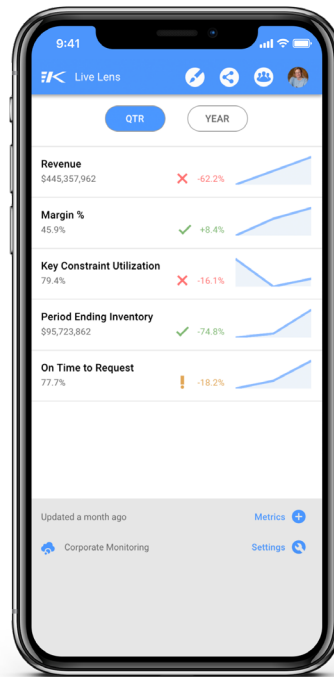 9:41
Live Lens
QTR YEAR
Revenue
$445,357,962 -62.2%
Margin %
45.9% +8.4%
Key Constraint Utilization
79.4% -16.1%
Period Ending Inventory
$95,723,862 -74.8%
On Time to Request
77.7% -18.2%
Updated a month ago Metrics
Corporate Monitoring Settings